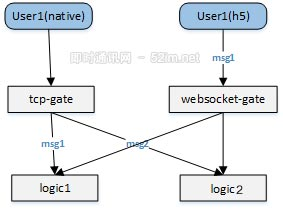 User1(native)
User1(h5)
即时通讯网 - 52im.net
msg1
tcp-gate
websocket-gate
msg1
msg2
logic1
logic2